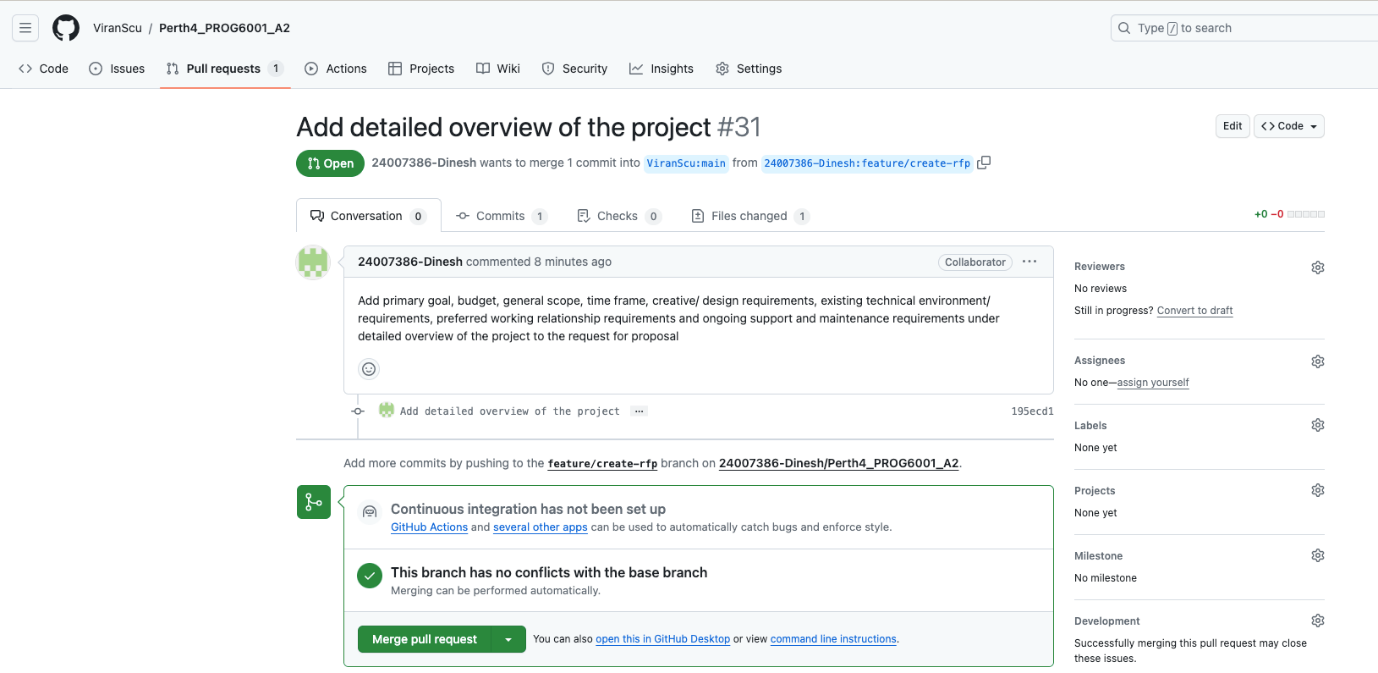 ViranScu / Perth4_PROG6001_A2
Type / to search
Code Issues Pull requests 1 Actions Projects Wiki Security Insights Settings
Add detailed overview of the project #31
Edit Code
Open 24007386-Dinesh wants to merge 1 commit into ViranScu:main from 24007386-Dinesh:feature/create-rfp
Conversation 0 Commits 1 Checks 0 Files changed 1
+0 −0
24007386-Dinesh commented 8 minutes ago Collaborator ...
Add primary goal, budget, general scope, time frame, creative/ design requirements, existing technical environment/
requirements, preferred working relationship requirements and ongoing support and maintenance requirements under
detailed overview of the project to the request for proposal
Add detailed overview of the project ... 195ecd1
Add more commits by pushing to the feature/create-rfp branch on 24007386-Dinesh/Perth4_PROG6001_A2.
Continuous integration has not been set up
GitHub Actions and several other apps can be used to automatically catch bugs and enforce style.
This branch has no conflicts with the base branch
Merging can be performed automatically.
Merge pull request You can also open this in GitHub Desktop or view command line instructions.
Reviewers
No reviews
Still in progress? Convert to draft
Assignees
No one—assign yourself
Labels
None yet
Projects
None yet
Milestone
No milestone
Development
Successfully merging this pull request may close
these issues.